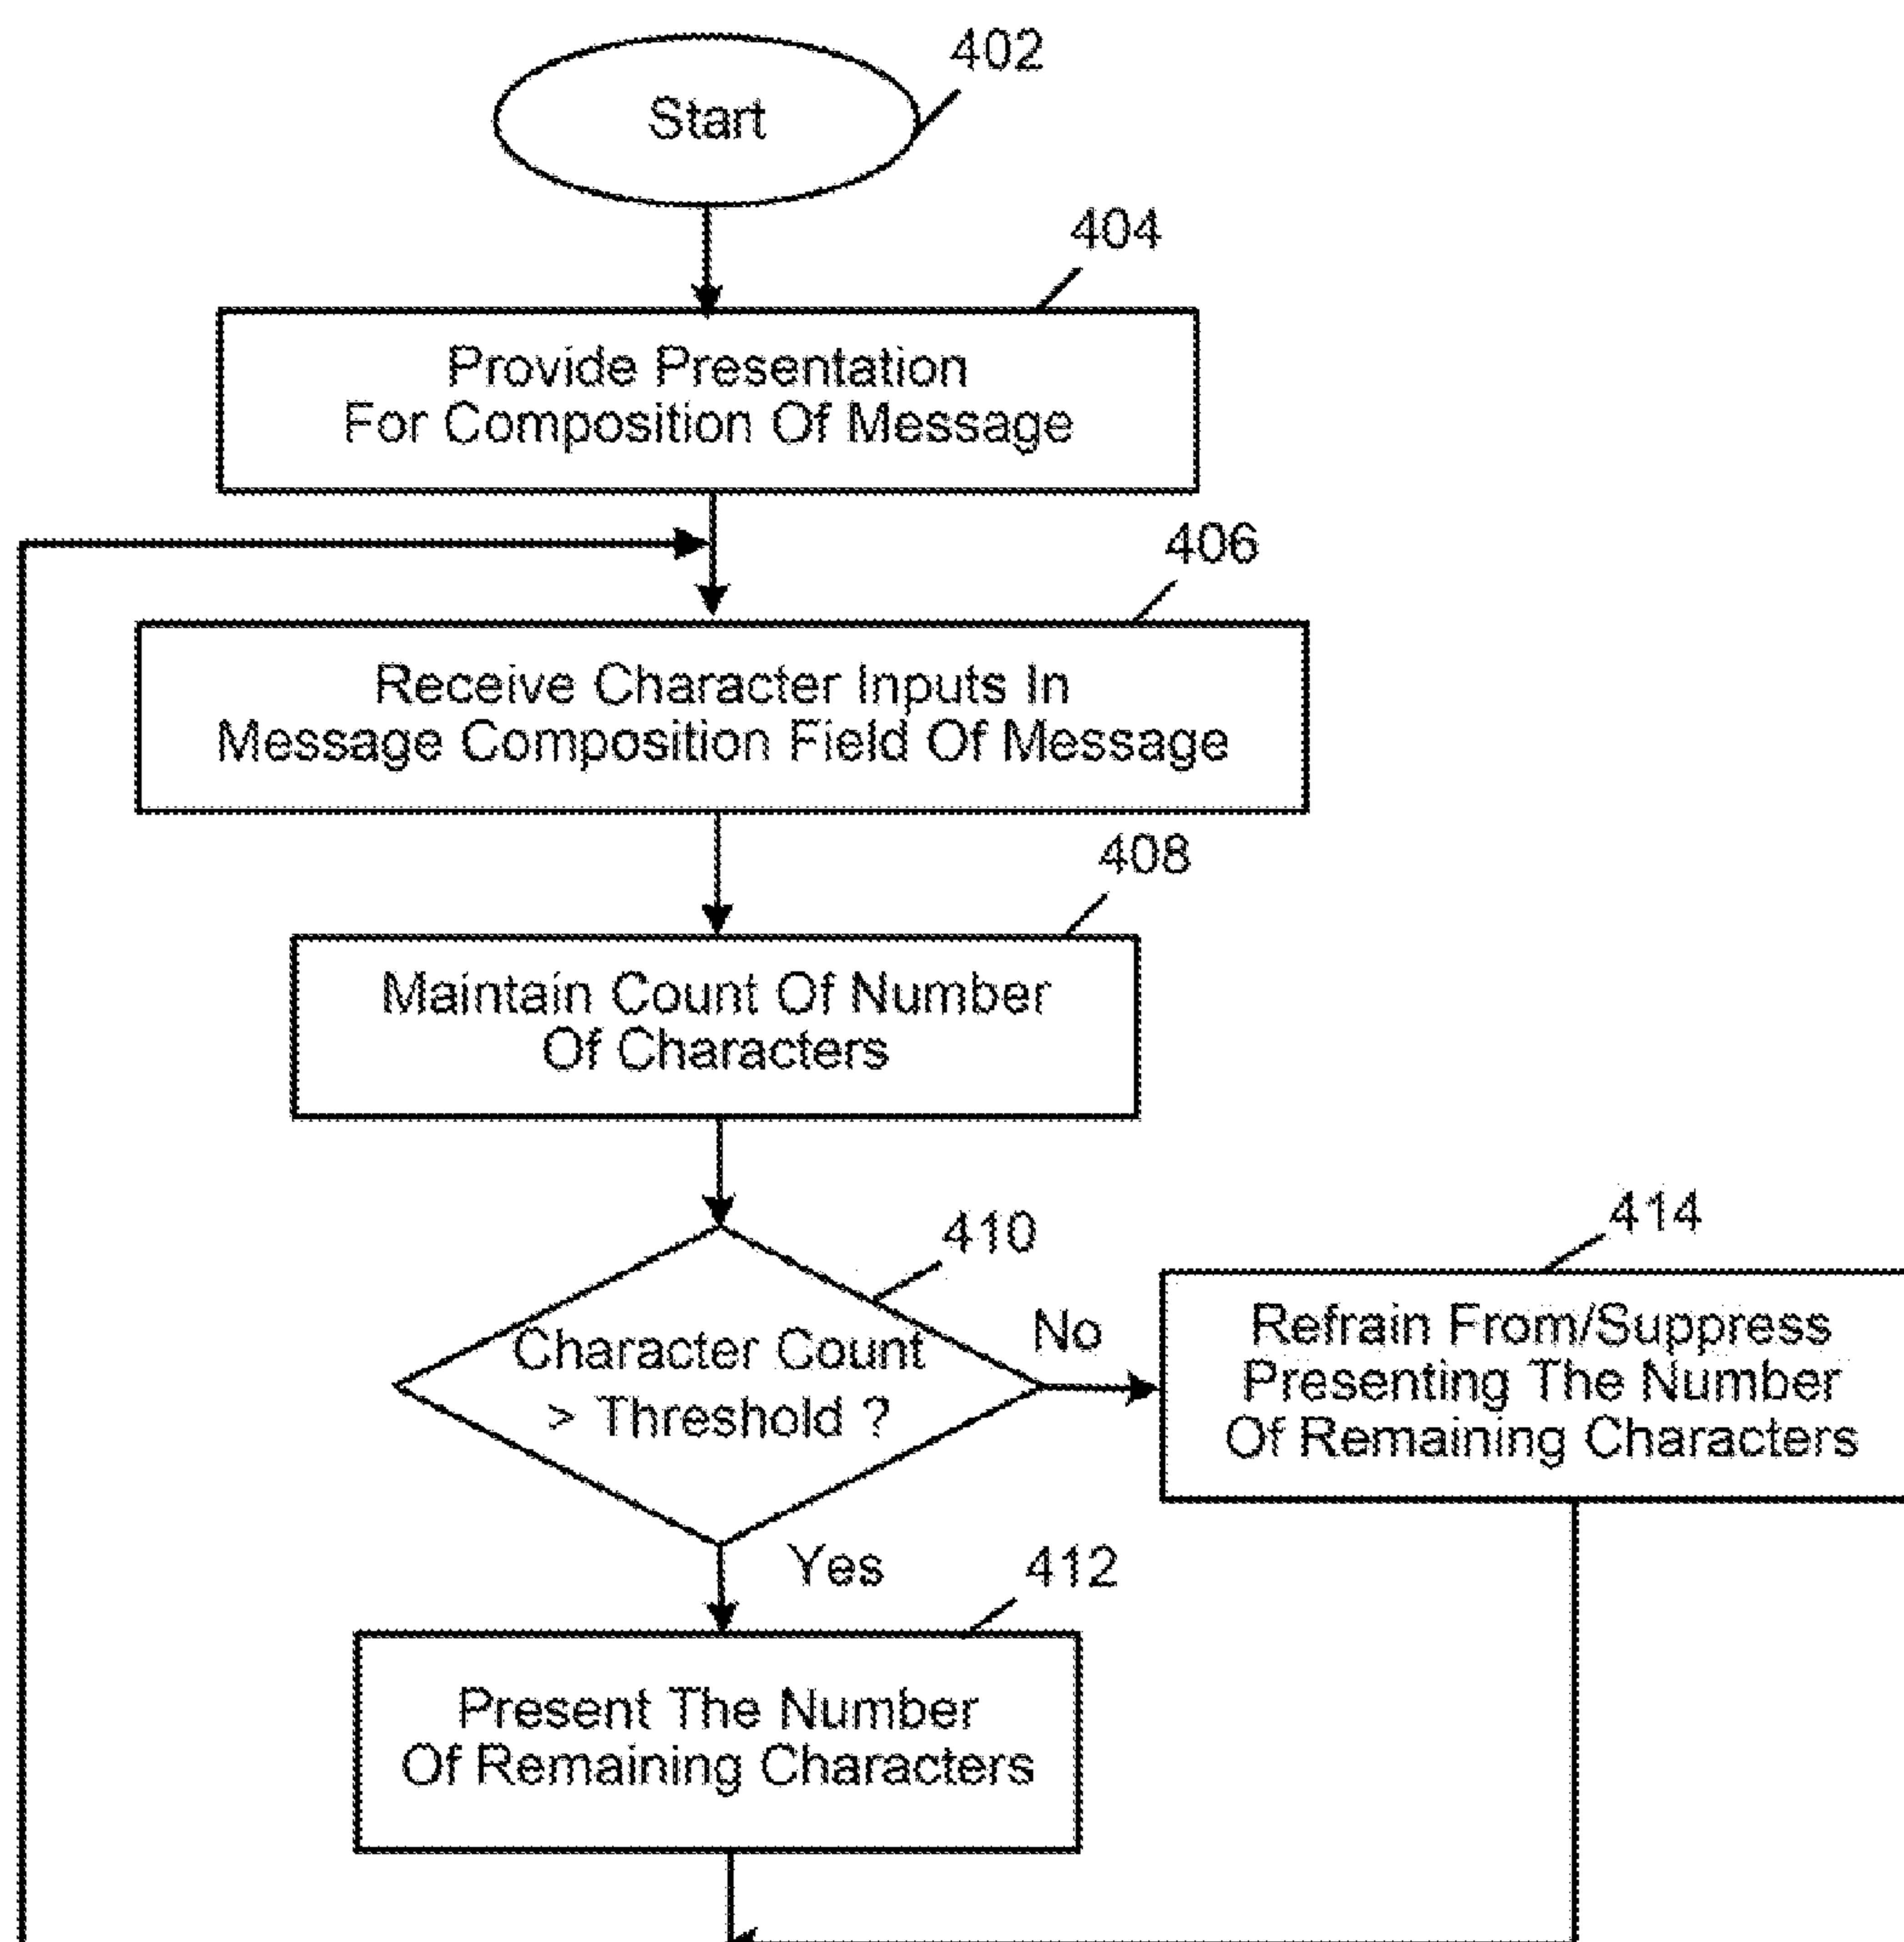 402
Start
404
Provide Presentation
For Composition Of Message
406
Receive Character Inputs In
Message Composition Field Of Message
408
Maintain Count Of Number
Of Characters
410
Character Count
> Threshold ?
No
414
Refrain From/Suppress
Presenting The Number
Of Remaining Characters
Yes
412
Present The Number
Of Remaining Characters